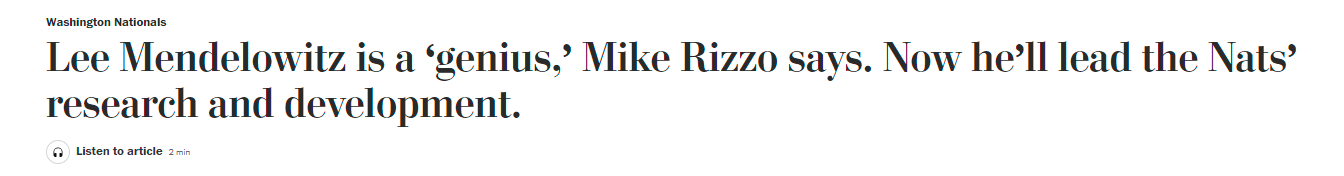 Washington Nationals
Lee Mendelowitz is a ‘genius,’ Mike Rizzo says. Now he’ll lead the Nats’
research and development.
Listen to article 2 min